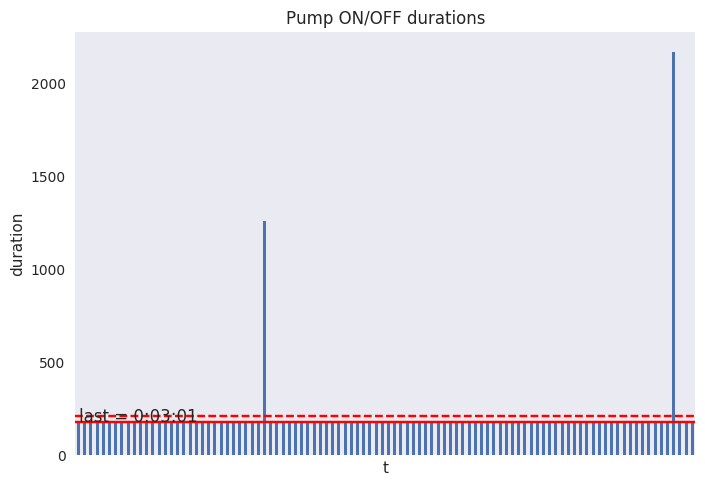 Pump ON/OFF durations
2000
1500
1000
500
0
duration
last = 0:03:01
t